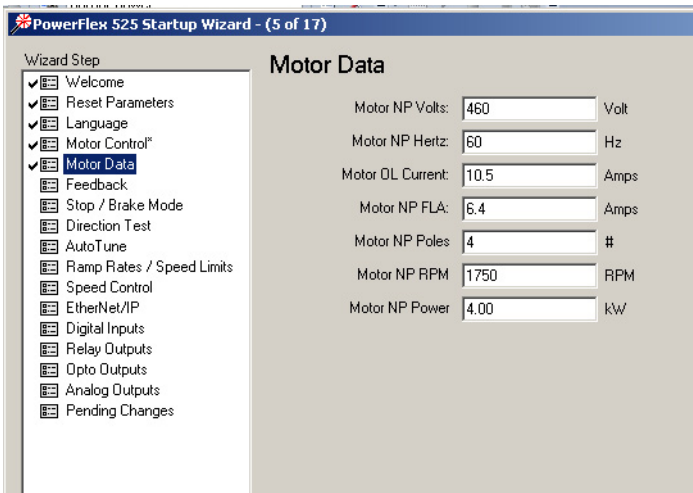 PowerFlex 525 Startup Wizard - (5 of 17)
Wizard Step
Welcome
Reset Parameters
Language
Motor Control*
Motor Data
Feedback
Stop / Brake Mode
Direction Test
AutoTune
Ramp Rates / Speed Limits
Speed Control
EtherNet/IP
Digital Inputs
Relay Outputs
Opto Outputs
Analog Outputs
Pending Changes
Motor Data
Motor NP Volts: 460 Volt
Motor NP Hertz: 60 Hz
Motor OL Current: 10.5 Amps
Motor NP FLA: 6.4 Amps
Motor NP Poles 4 #
Motor NP RPM 1750 RPM
Motor NP Power 4.00 kW